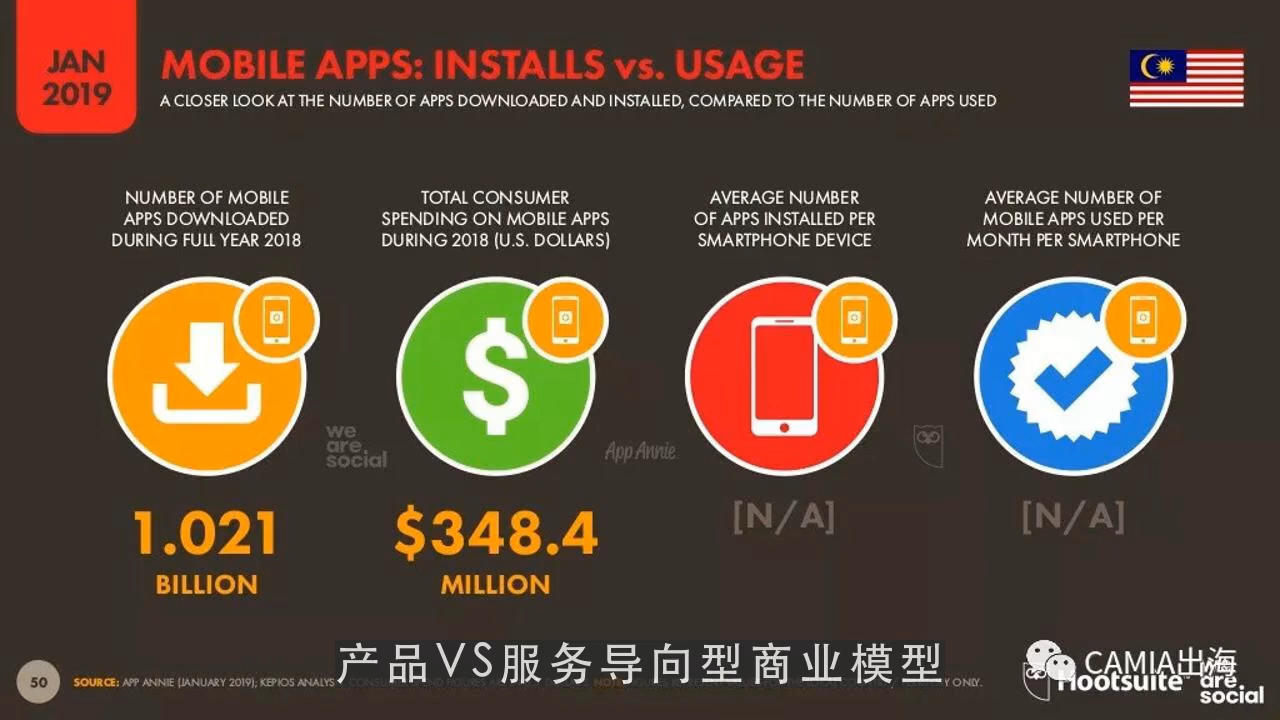 JAN
2019
MOBILE APPS: INSTALLS vs. USAGE
A CLOSER LOOK AT THE NUMBER OF APPS DOWNLOADED AND INSTALLED, COMPARED TO THE NUMBER OF APPS USED
NUMBER OF MOBILE
APPS DOWNLOADED
DURING FULL YEAR 2018
TOTAL CONSUMER
SPENDING ON MOBILE APPS
DURING 2018 (U.S. DOLLARS)
AVERAGE NUMBER
OF APPS INSTALLED PER
SMARTPHONE DEVICE
AVERAGE NUMBER OF
MOBILE APPS USED PER
MONTH PER SMARTPHONE
$
we
are
social
App Annie
1.021
BILLION
$348.4
MILLION
[N/A]
[N/A]
产品VS服务导向型商业模型
50
SOURCE: APP ANNIE (JANUARY 2019); KEPIOS ANALYS
Y ONLY.
CAMIA出海
Hootsuite
we
are
social